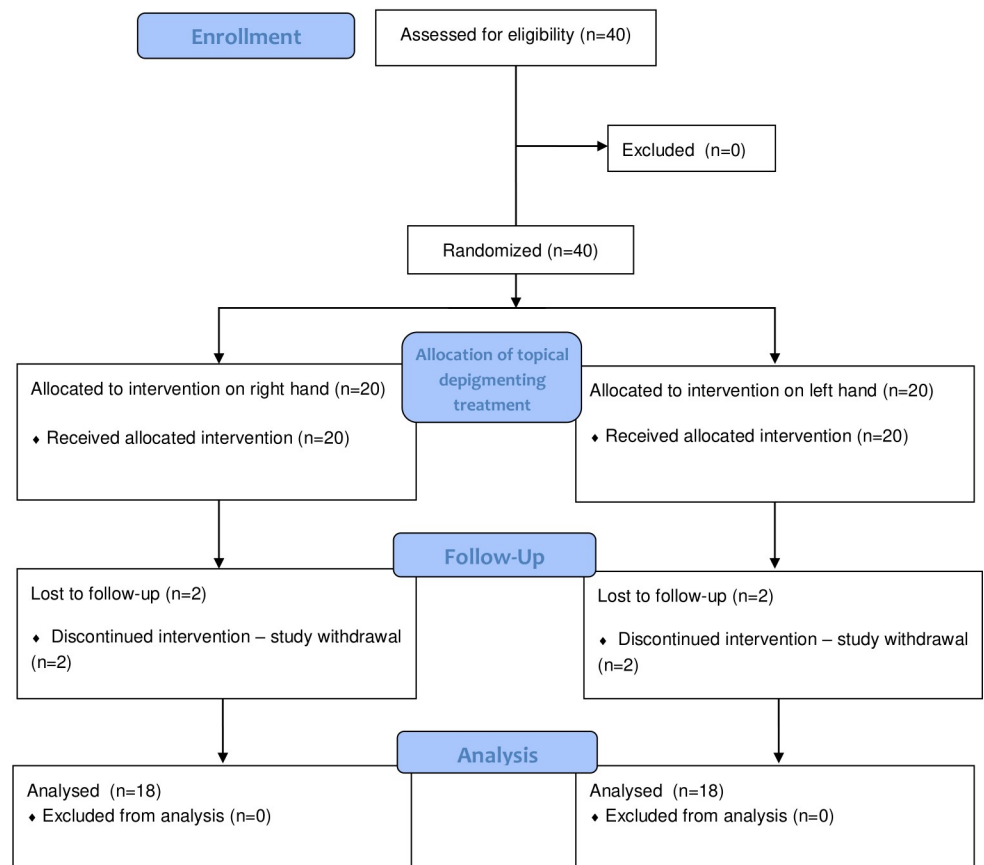 Enrollment
Assessed for eligibility (n=40)
Excluded (n=0)
Randomized (n=40)
Allocation of topical
depigmenting
treatment
Allocated to intervention on right hand (n=20)
♦ Received allocated intervention (n=20)
Allocated to intervention on left hand (n=20)
♦ Received allocated intervention (n=20)
Follow-Up
Lost to follow-up (n=2)
♦ Discontinued intervention – study withdrawal
(n=2)
Lost to follow-up (n=2)
♦ Discontinued intervention – study withdrawal
(n=2)
Analysis
Analysed (n=18)
♦ Excluded from analysis (n=0)
Analysed (n=18)
♦ Excluded from analysis (n=0)